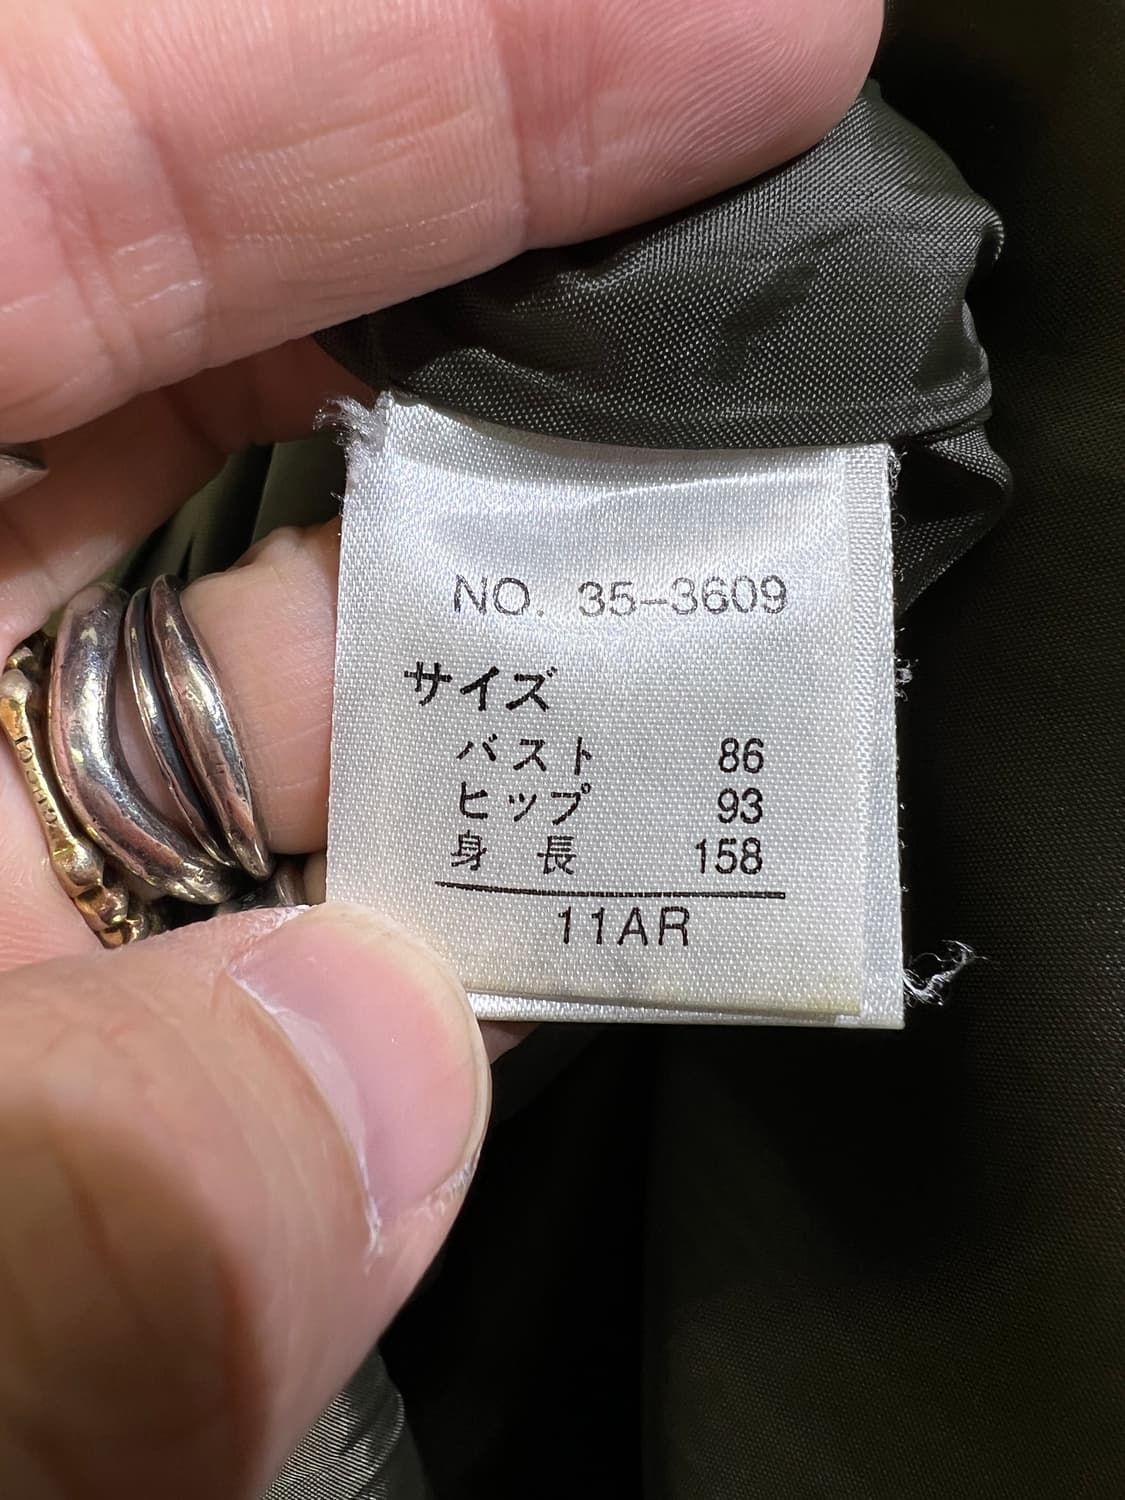 NO. 35-3609
サイズ
バスト 86
ヒップ 93
身長 158
11AR